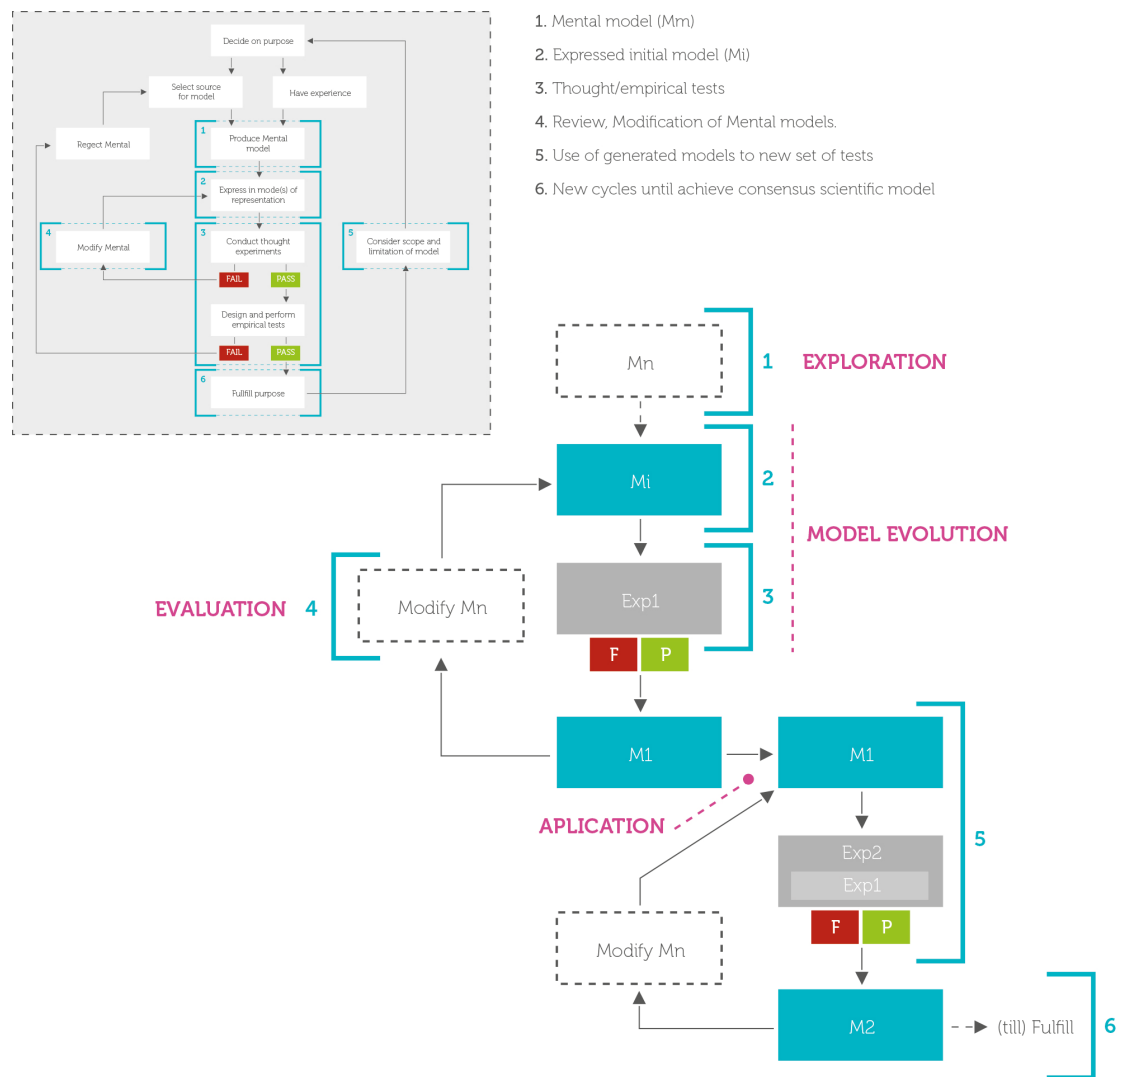 Decide on purpose
Select source
for model
Have experience
Regect Mental
1
Produce Mental
model
2
Express in mode(s) of
representation
4
Modify Mental
3
Conduct thought
experiments
5
Consider scope and
limitation of model
FAIL
PASS
Design and perform
empirical tests
FAIL
PASS
6
Fullfill purpose
1. Mental model (Mm)
2. Expressed initial model (Mi)
3. Thought/empirical tests
4. Review, Modification of Mental models.
5. Use of generated models to new set of tests
6. New cycles until achieve consensus scientific model
Mn
1
EXPLORATION
Mi
2
MODEL EVOLUTION
EVALUATION
4
Modify Mn
Exp1
3
F
P
M1
M1
APLICATION
5
Exp2
Exp1
F
P
Modify Mn
M2
(till) Fulfill
6